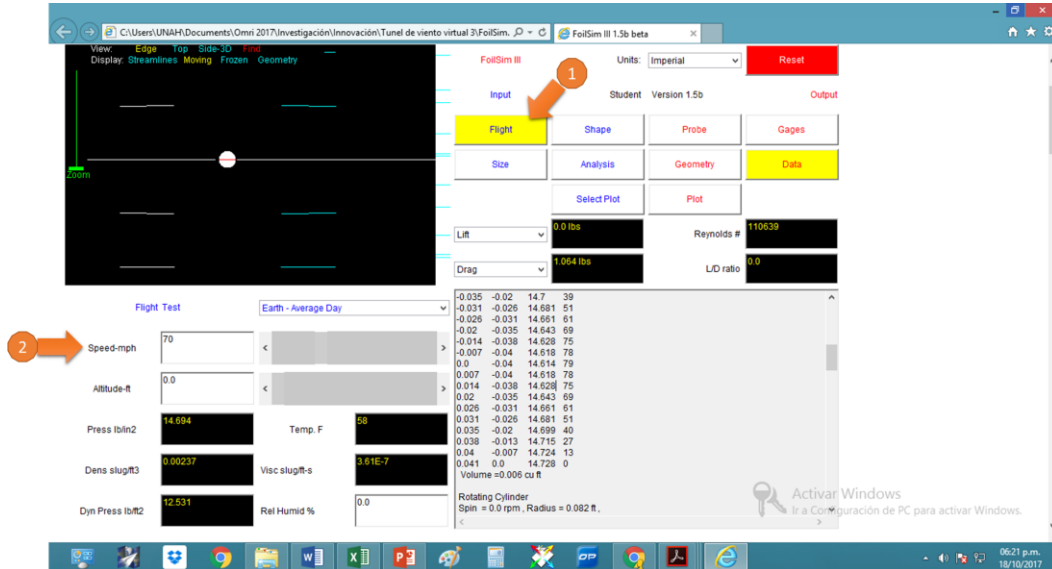 C:\Users\UNAH\Documents\Omri 2017\Investigación\Innovación\Tunel de viento virtual 3\FoilSim.
FoilSim III 1.5b beta
View: Edge Top Side-3D Find
Display: Streamlines Moving Frozen Geometry
Zoom
FoilSim III Units: Imperial Reset
1
Input Student Version 1.5b Output
Flight Shape Probe Gages
Size Analysis Geometry Data
Select Plot Plot
Lift 0.0 lbs Reynolds # 110639
Drag 1.064 lbs L/D ratio 0.0
Flight Test Earth - Average Day
2
Speed-mph 70
Altitude-ft 0.0
Press lb/in2 14.694 Temp. F 58
Dens slug/ft3 0.00237 Visc slug/ft-s 3.61E-7
Dyn Press lb/ft2 12.531 Rel Humid % 0.0
-0.035 -0.02 14.7 39
-0.031 -0.026 14.681 51
-0.026 -0.031 14.661 61
-0.02 -0.035 14.643 69
-0.014 -0.038 14.628 75
-0.007 -0.04 14.618 78
0.0 -0.04 14.614 79
0.007 -0.04 14.618 78
0.014 -0.038 14.628 75
0.02 -0.035 14.643 69
0.026 -0.031 14.661 61
0.031 -0.026 14.681 51
0.035 -0.02 14.699 40
0.038 -0.013 14.715 27
0.04 -0.007 14.724 13
0.041 0.0 14.728 0
Volume =0.006 cu ft
Rotating Cylinder
Spin = 0.0 rpm , Radius = 0.082 ft ,
Activar Windows
Ir a Configuración de PC para activar Windows.
06:21 p.m.
18/10/2017